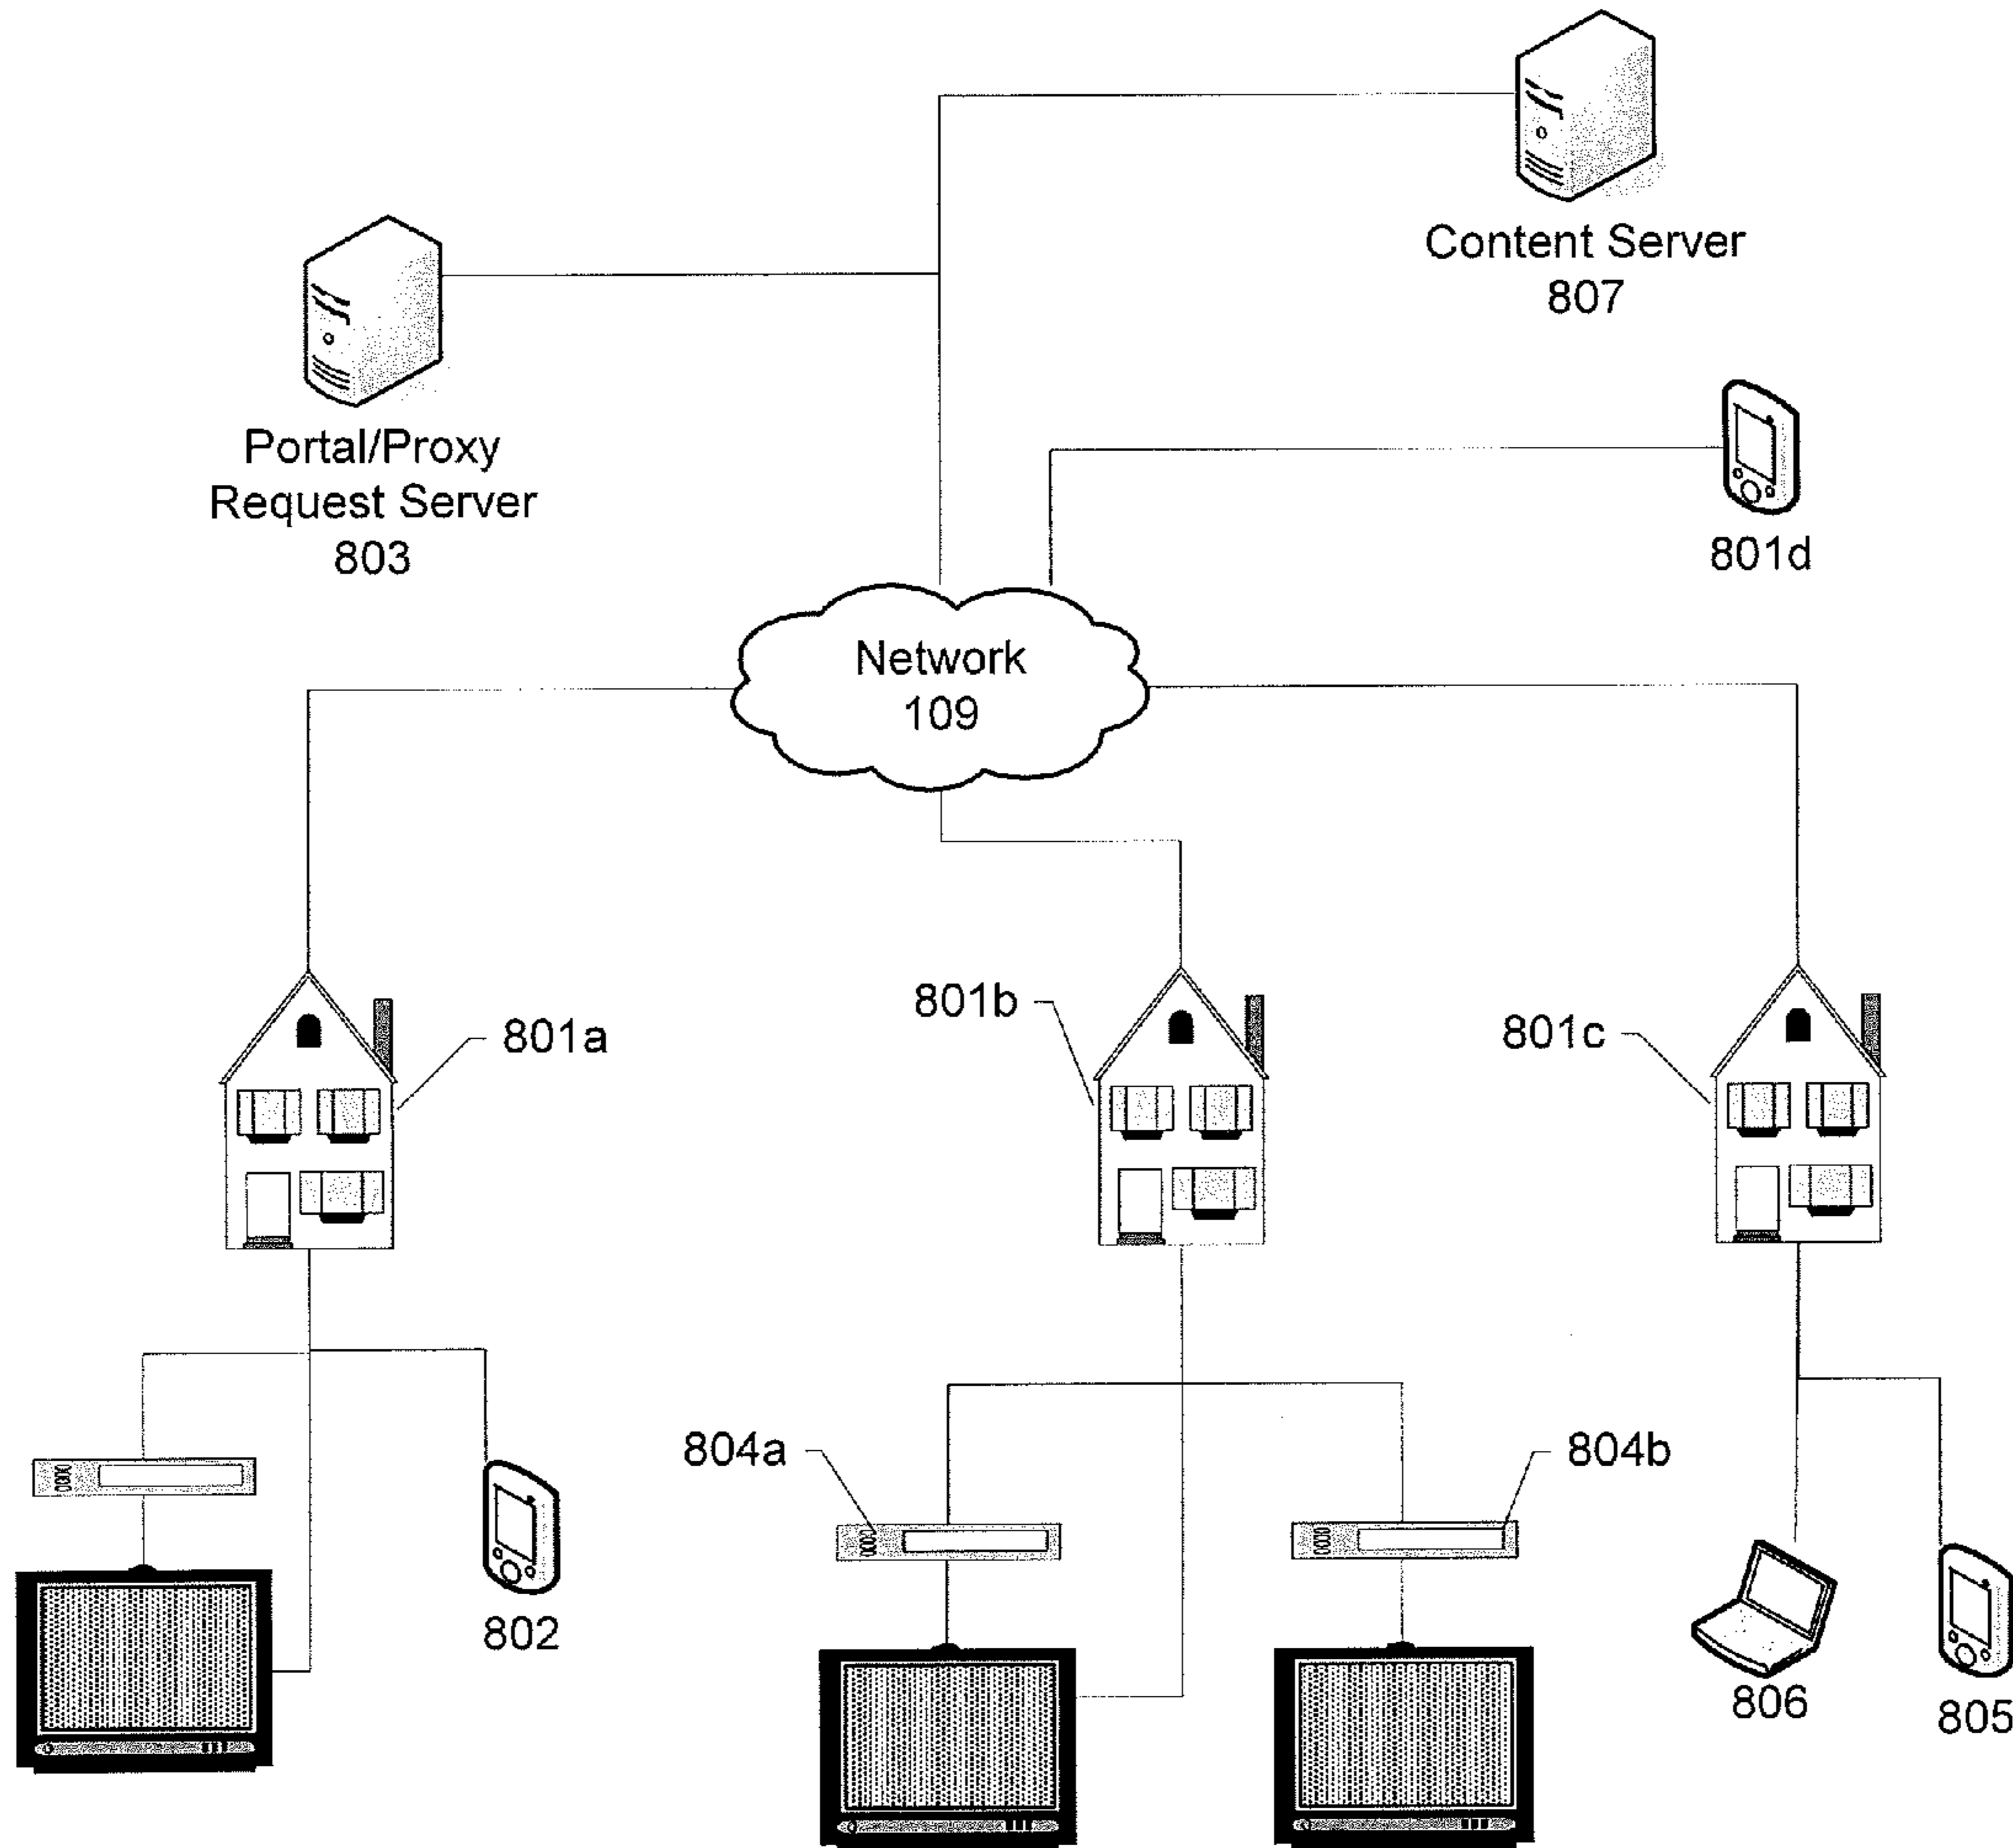 Content Server
807
Portal/Proxy
Request Server
803
801d
Network
109
801a
801b
801c
804a
804b
802
806
805